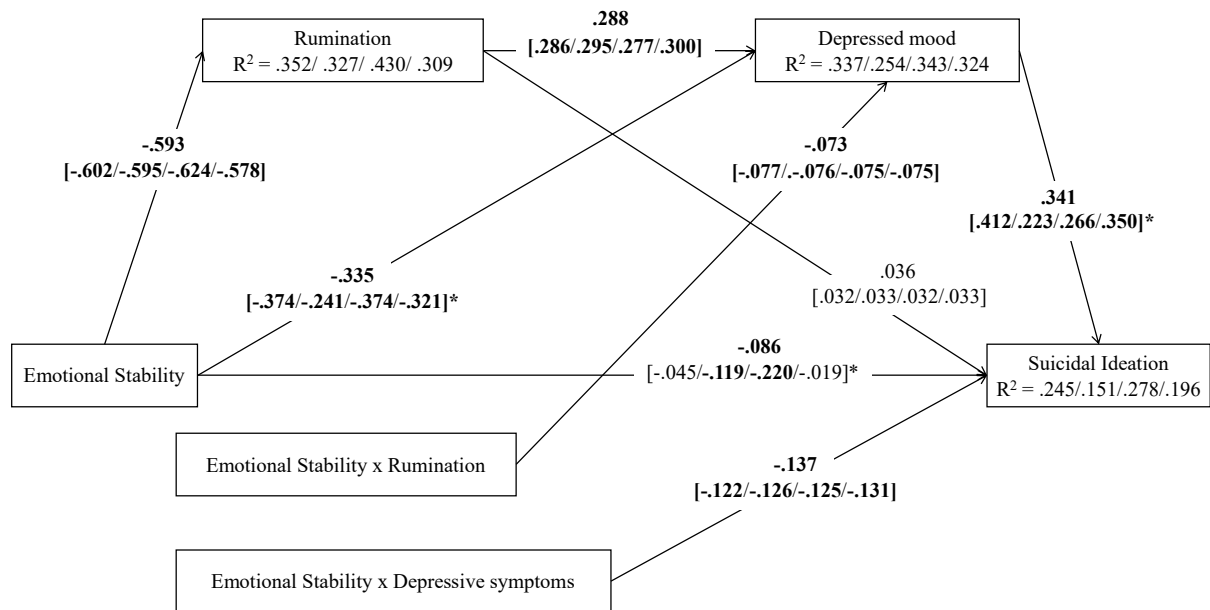 .288
[.286/.295/.277/.300]
Rumination
R² = .352/ .327/ .430/ .309
Depressed mood
R² = .337/.254/.343/.324
-.593
[-.602/-.595/-.624/-.578]
-.073
[-.077/.-.076/-.075/-.075]
.341
[.412/.223/.266/.350]*
-.335
[-.374/-.241/-.374/-.321]*
.036
[.032/.033/.032/.033]
Emotional Stability
-.086
[-.045/-.119/-.220/-.019]*
Suicidal Ideation
R² = .245/.151/.278/.196
Emotional Stability x Rumination
-.137
[-.122/-.126/-.125/-.131]
Emotional Stability x Depressive symptoms